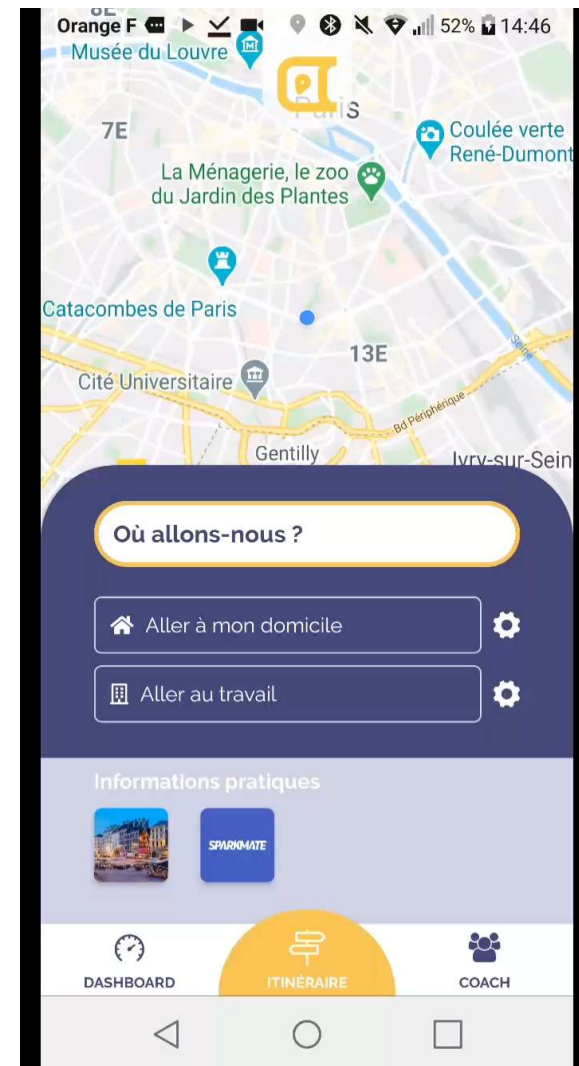 Orange F
52%
14:46
Musée du Louvre
Paris
7E
Coulée verte
René-Dumont
La Ménagerie, le zoo
du Jardin des Plantes
Catacombes de Paris
13E
Seine
Cité Universitaire
Bd Périphérique
Gentilly
Ivry-sur-Sein
Où allons-nous ?
Aller à mon domicile
Aller au travail
Informations pratiques
SPARKMATE
DASHBOARD
ITINÉRAIRE
COACH